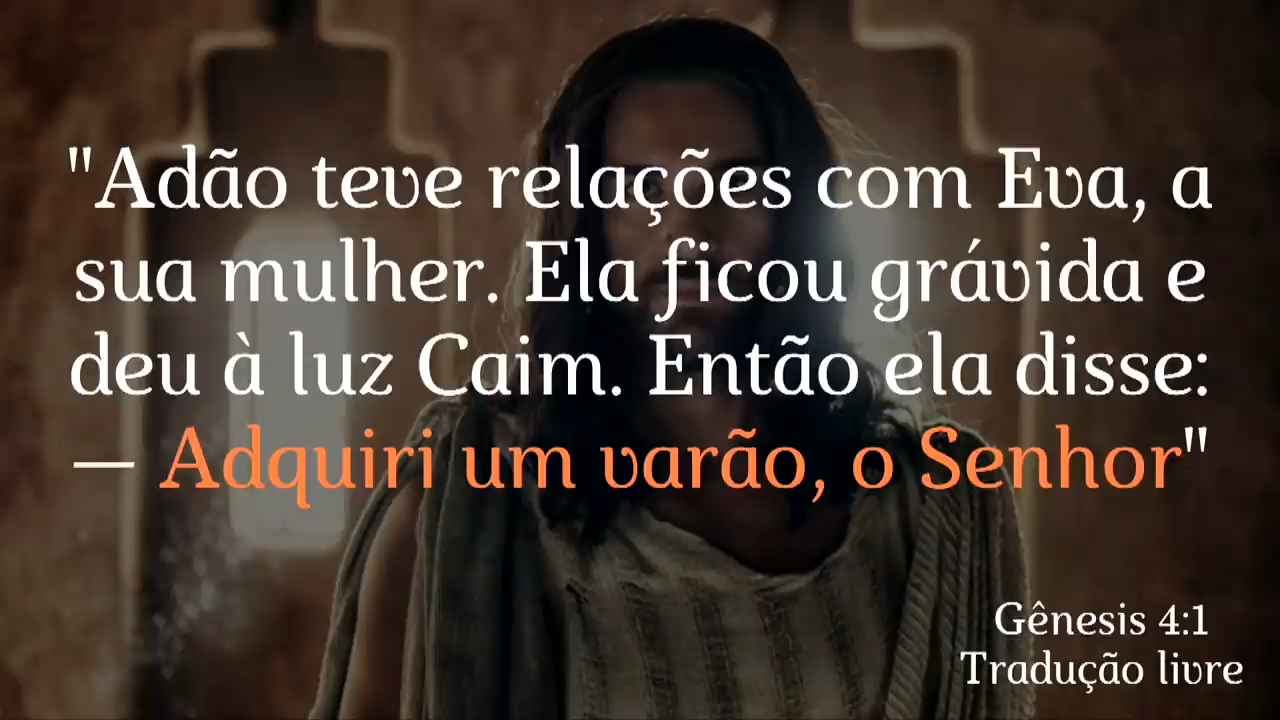 "Adão teve relações com Eva, a
sua mulher. Ela ficou grávida e
deu à luz Caim. Então ela disse:
— Adquiri um varão, o Senhor"
Gênesis 4:1
Tradução livre